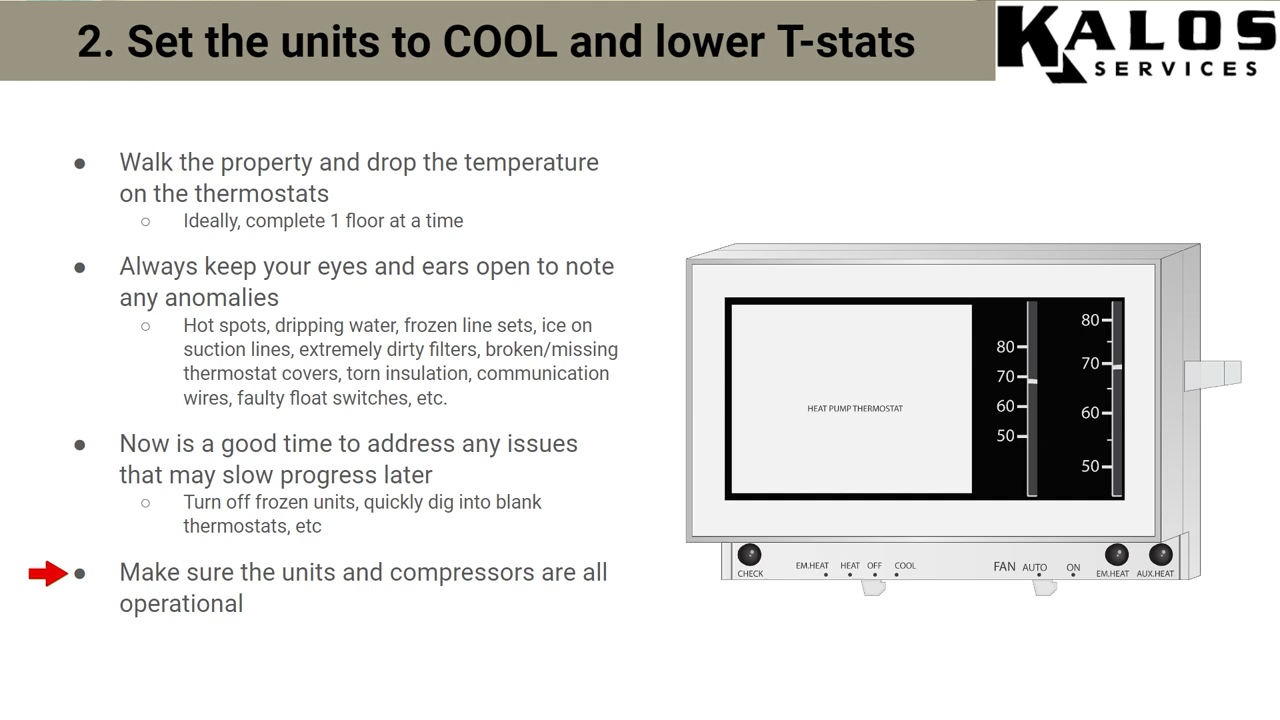 2. Set the units to COOL and lower T-stats
KALOS
SERVICES
● Walk the property and drop the temperature
on the thermostats
○ Ideally, complete 1 floor at a time
● Always keep your eyes and ears open to note
any anomalies
○ Hot spots, dripping water, frozen line sets, ice on
suction lines, extremely dirty filters, broken/missing
thermostat covers, torn insulation, communication
wires, faulty float switches, etc.
● Now is a good time to address any issues
that may slow progress later
○ Turn off frozen units, quickly dig into blank
thermostats, etc
● Make sure the units and compressors are all
operational
HEAT PUMP THERMOSTAT
80
70
60
50
80
70
60
50
CHECK
EM.HEAT HEAT OFF COOL
FAN AUTO ON
EM.HEAT AUX.HEAT